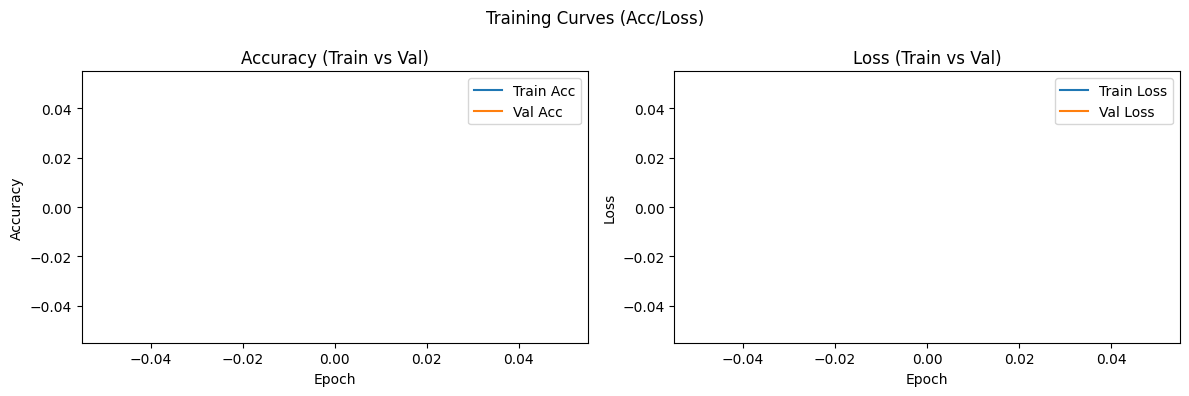 Training Curves (Acc/Loss)
Accuracy (Train vs Val)
Train Acc
Val Acc
Accuracy
0.04
0.02
0.00
−0.02
−0.04
−0.04
−0.02
0.00
0.02
0.04
Epoch
Loss (Train vs Val)
Train Loss
Val Loss
Loss
0.04
0.02
0.00
−0.02
−0.04
−0.04
−0.02
0.00
0.02
0.04
Epoch